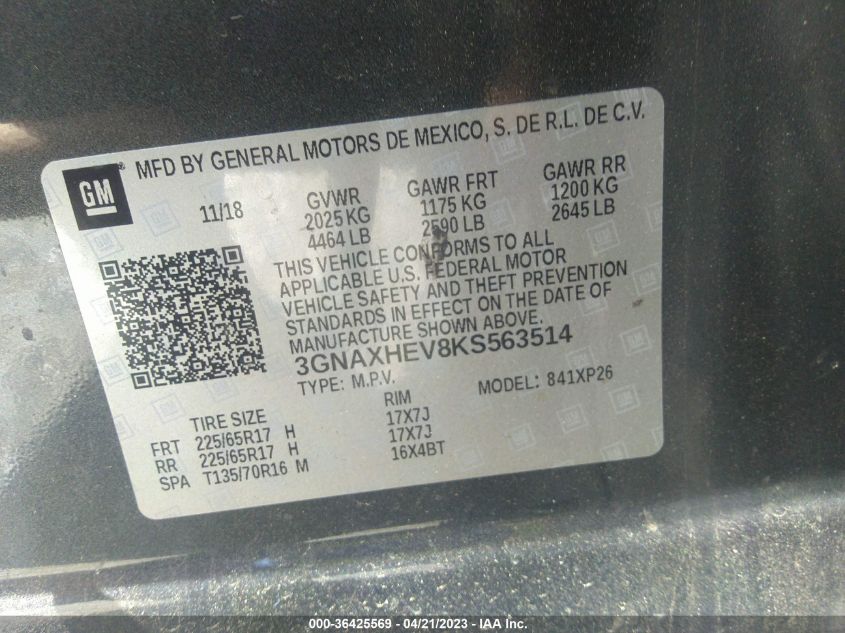 GM
MFD BY GENERAL MOTORS DE MEXICO, S. DE R.L. DE C.V.
11/18
GVWR
2025 KG
4464 LB
GAWR FRT
1175 KG
2590 LB
GAWR RR
1200 KG
2645 LB
THIS VEHICLE CONFORMS TO ALL
APPLICABLE U.S. FEDERAL MOTOR
VEHICLE SAFETY AND THEFT PREVENTION
STANDARDS IN EFFECT ON THE DATE OF
MANUFACTURE SHOWN ABOVE.
3GNAXHEV8KS563514
TYPE: M.P.V. MODEL: 841XP26
TIRE SIZE RIM
FRT 225/65R17 H 17X7J
RR 225/65R17 H 17X7J
SPA T135/70R16 M 16X4BT
000-36425569 - 04/21/2023 - IAA Inc.